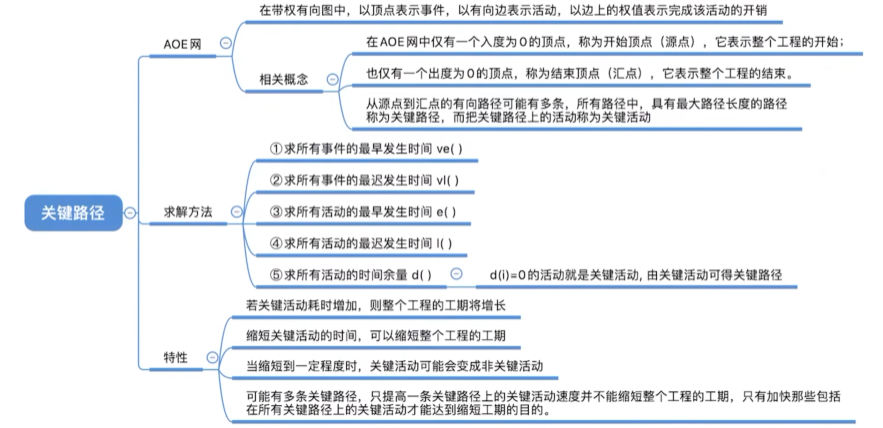 在带权有向图中，以顶点表示事件，以有向边表示活动，以边上的权值表示完成该活动的开销
AOE网
在AOE网中仅有一个入度为0的顶点，称为开始顶点（源点），它表示整个工程的开始；
相关概念
也仅有一个出度为0的顶点，称为结束顶点（汇点），它表示整个工程的结束。
从源点到汇点的有向路径可能有多条，所有路径中，具有最大路径长度的路径
称为关键路径，而把关键路径上的活动称为关键活动
①求所有事件的最早发生时间 ve( )
②求所有事件的最迟发生时间 vl( )
关键路径
求解方法
③求所有活动的最早发生时间 e( )
④求所有活动的最迟发生时间 l( )
⑤求所有活动的时间余量 d( )
d(i)=0的活动就是关键活动, 由关键活动可得关键路径
若关键活动耗时增加，则整个工程的工期将增长
缩短关键活动的时间，可以缩短整个工程的工期
特性
当缩短到一定程度时，关键活动可能会变成非关键活动
可能有多条关键路径，只提高一条关键路径上的关键活动速度并不能缩短整个工程的工期，只有加快那些包括
在所有关键路径上的关键活动才能达到缩短工期的目的。